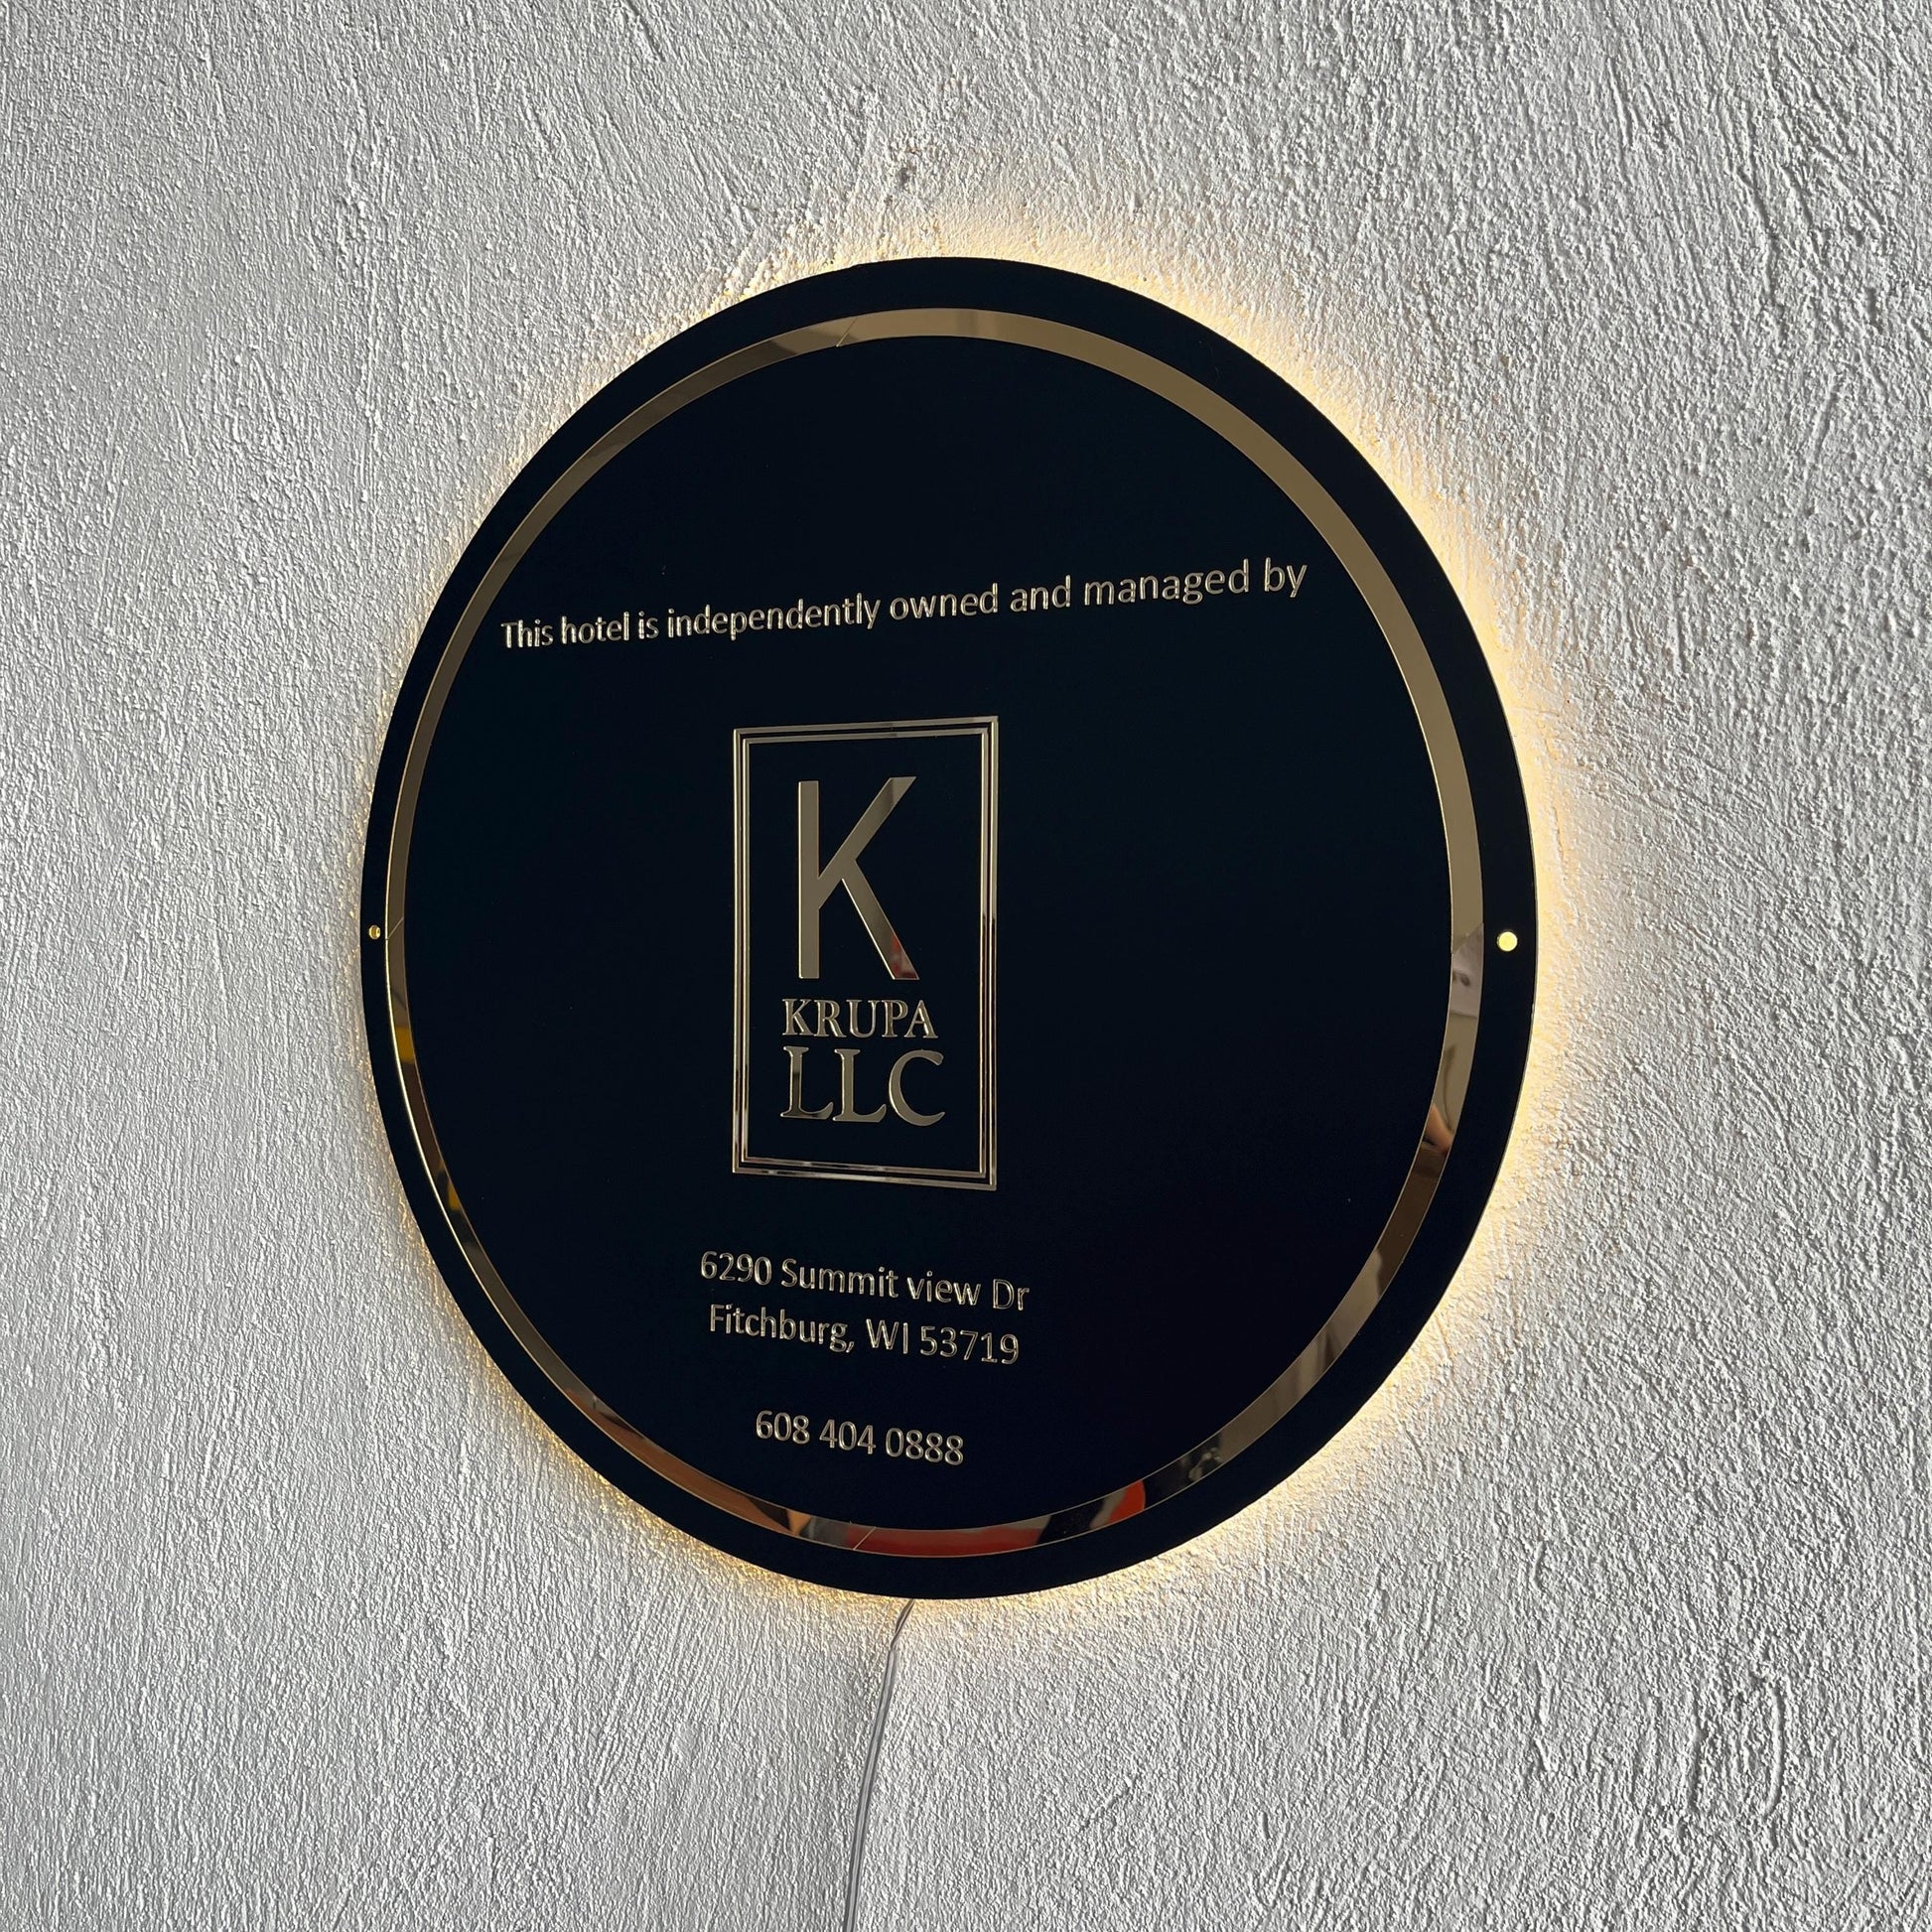 This hotel is independently owned and managed by
K
KRUPA
LLC
6290 Summit view Dr
Fitchburg, WI 53719
608 404 0888